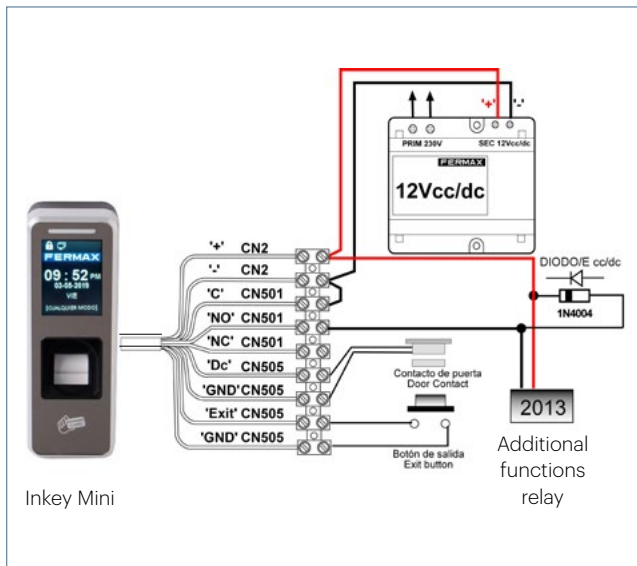 '+' '-'
PRIM 230V SEC 12Vcc/dc
FERMAX
12Vcc/dc
DIODO/E cc/dc
1N4004
FERMAX
09 : 52 PM
03-05-2019
VIE
[CUALQUIER MODO]
'+' CN2
'-' CN2
'C' CN501
'NO' CN501
'NC' CN501
'Dc' CN505
'GND' CN505
'Exit' CN505
'GND' CN505
Contacto de puerta
Door Contact
Botón de salida
Exit button
2013
Additional
functions
relay
Inkey Mini